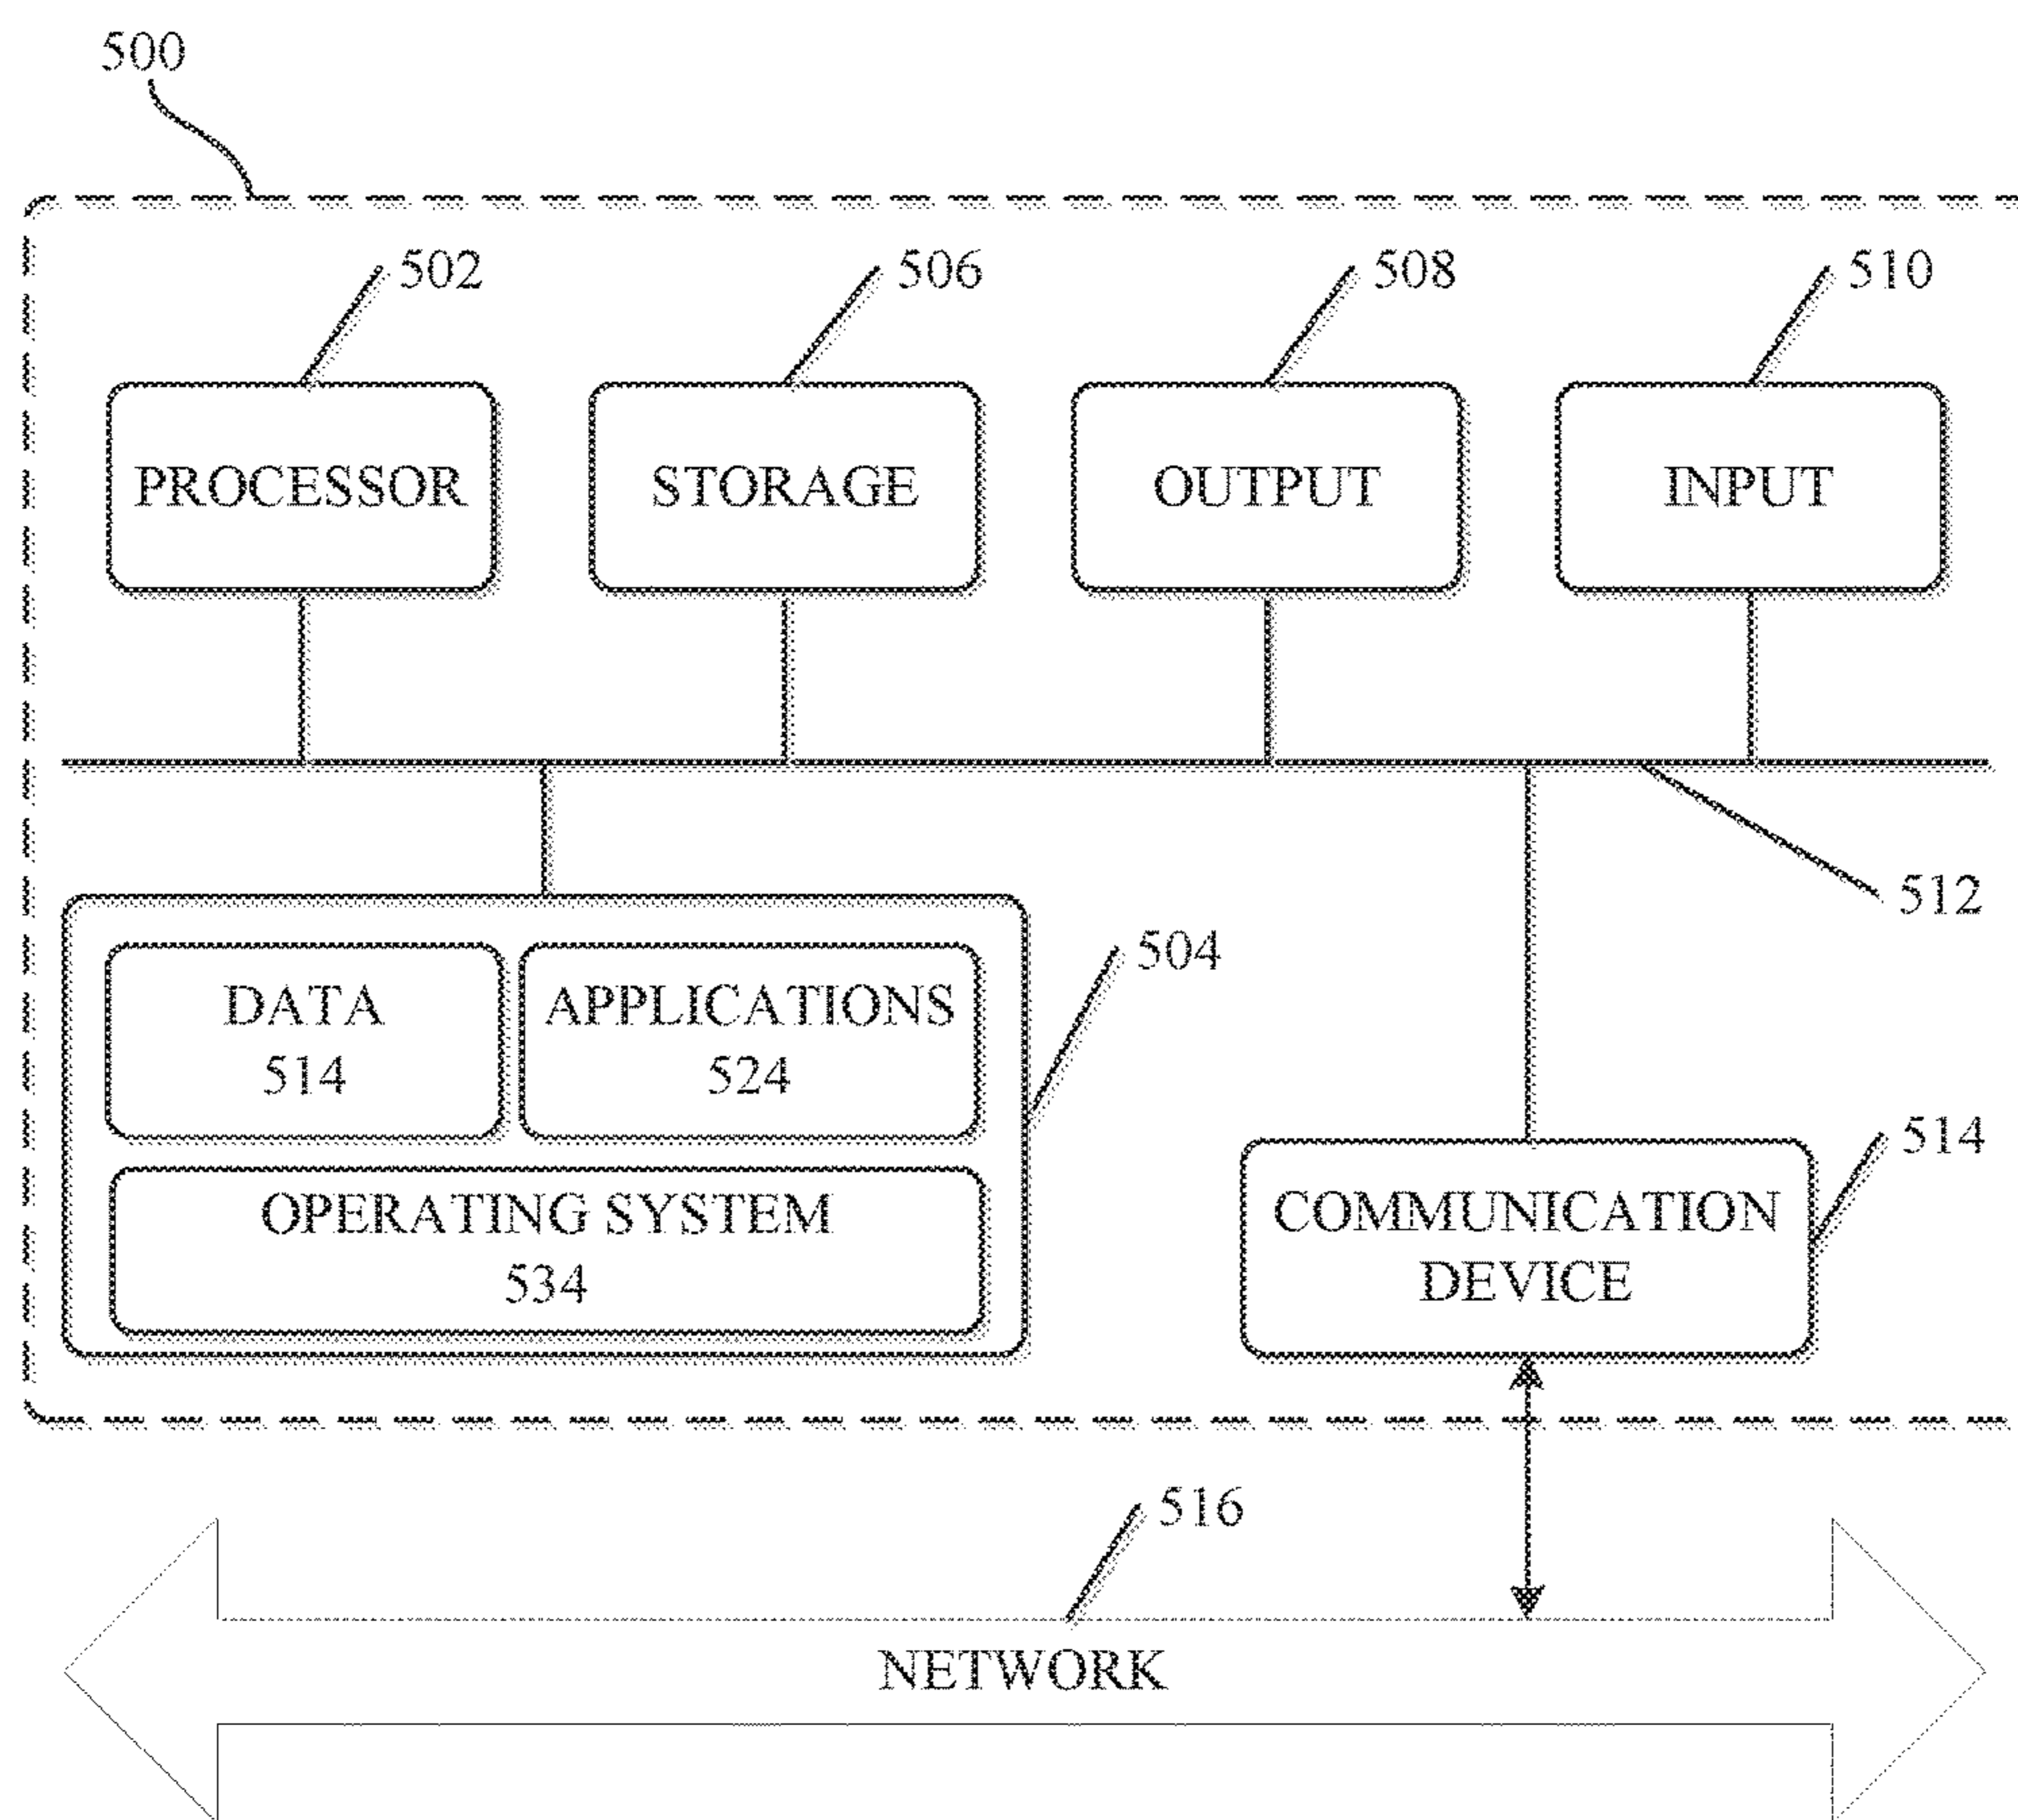 500
502
506
508
510
PROCESSOR
STORAGE
OUTPUT
INPUT
512
504
DATA
514
APPLICATIONS
524
OPERATING SYSTEM
534
514
COMMUNICATION
DEVICE
516
NETWORK